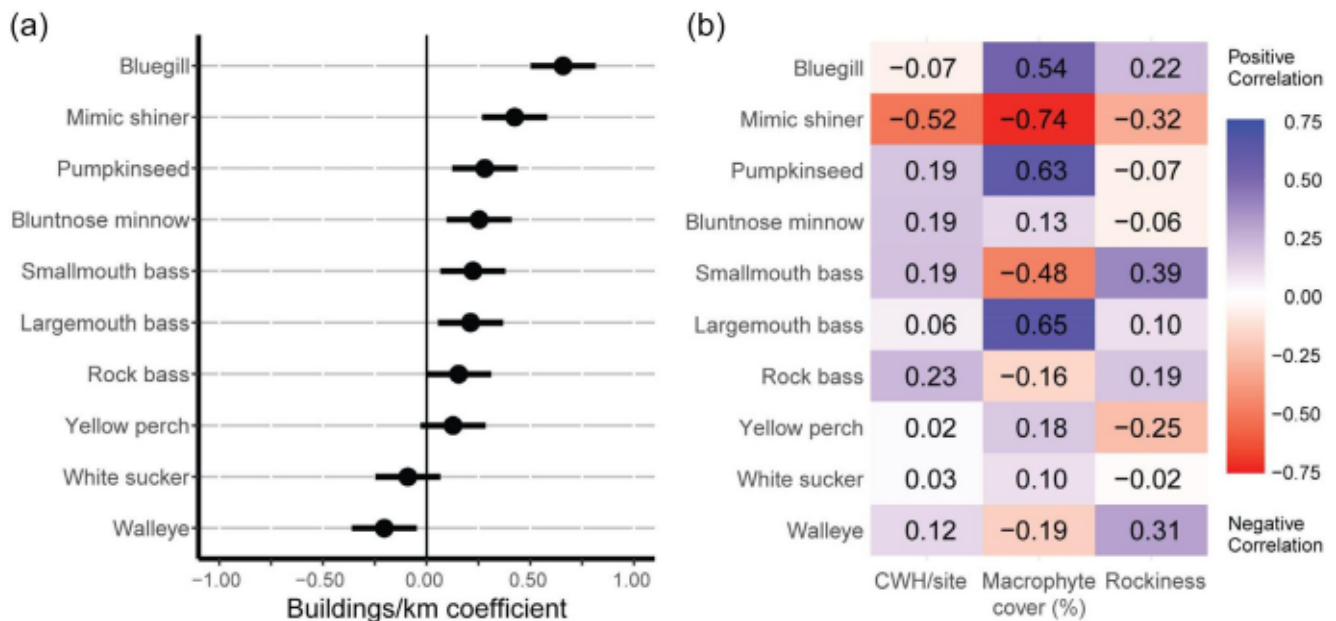 (a)
Bluegill
Mimic shiner
Pumpkinseed
Bluntnose minnow
Smallmouth bass
Largemouth bass
Rock bass
Yellow perch
White sucker
Walleye
−1.00 −0.50 0.00 0.50 1.00
Buildings/km coefficient
(b)
Bluegill −0.07 0.54 0.22
Mimic shiner −0.52 −0.74 −0.32
Pumpkinseed 0.19 0.63 −0.07
Bluntnose minnow 0.19 0.13 −0.06
Smallmouth bass 0.19 −0.48 0.39
Largemouth bass 0.06 0.65 0.10
Rock bass 0.23 −0.16 0.19
Yellow perch 0.02 0.18 −0.25
White sucker 0.03 0.10 −0.02
Walleye 0.12 −0.19 0.31
CWH/site Macrophyte Rockiness
cover (%)
Positive
Correlation
0.75
0.50
0.25
0.00
−0.25
−0.50
−0.75
Negative
Correlation